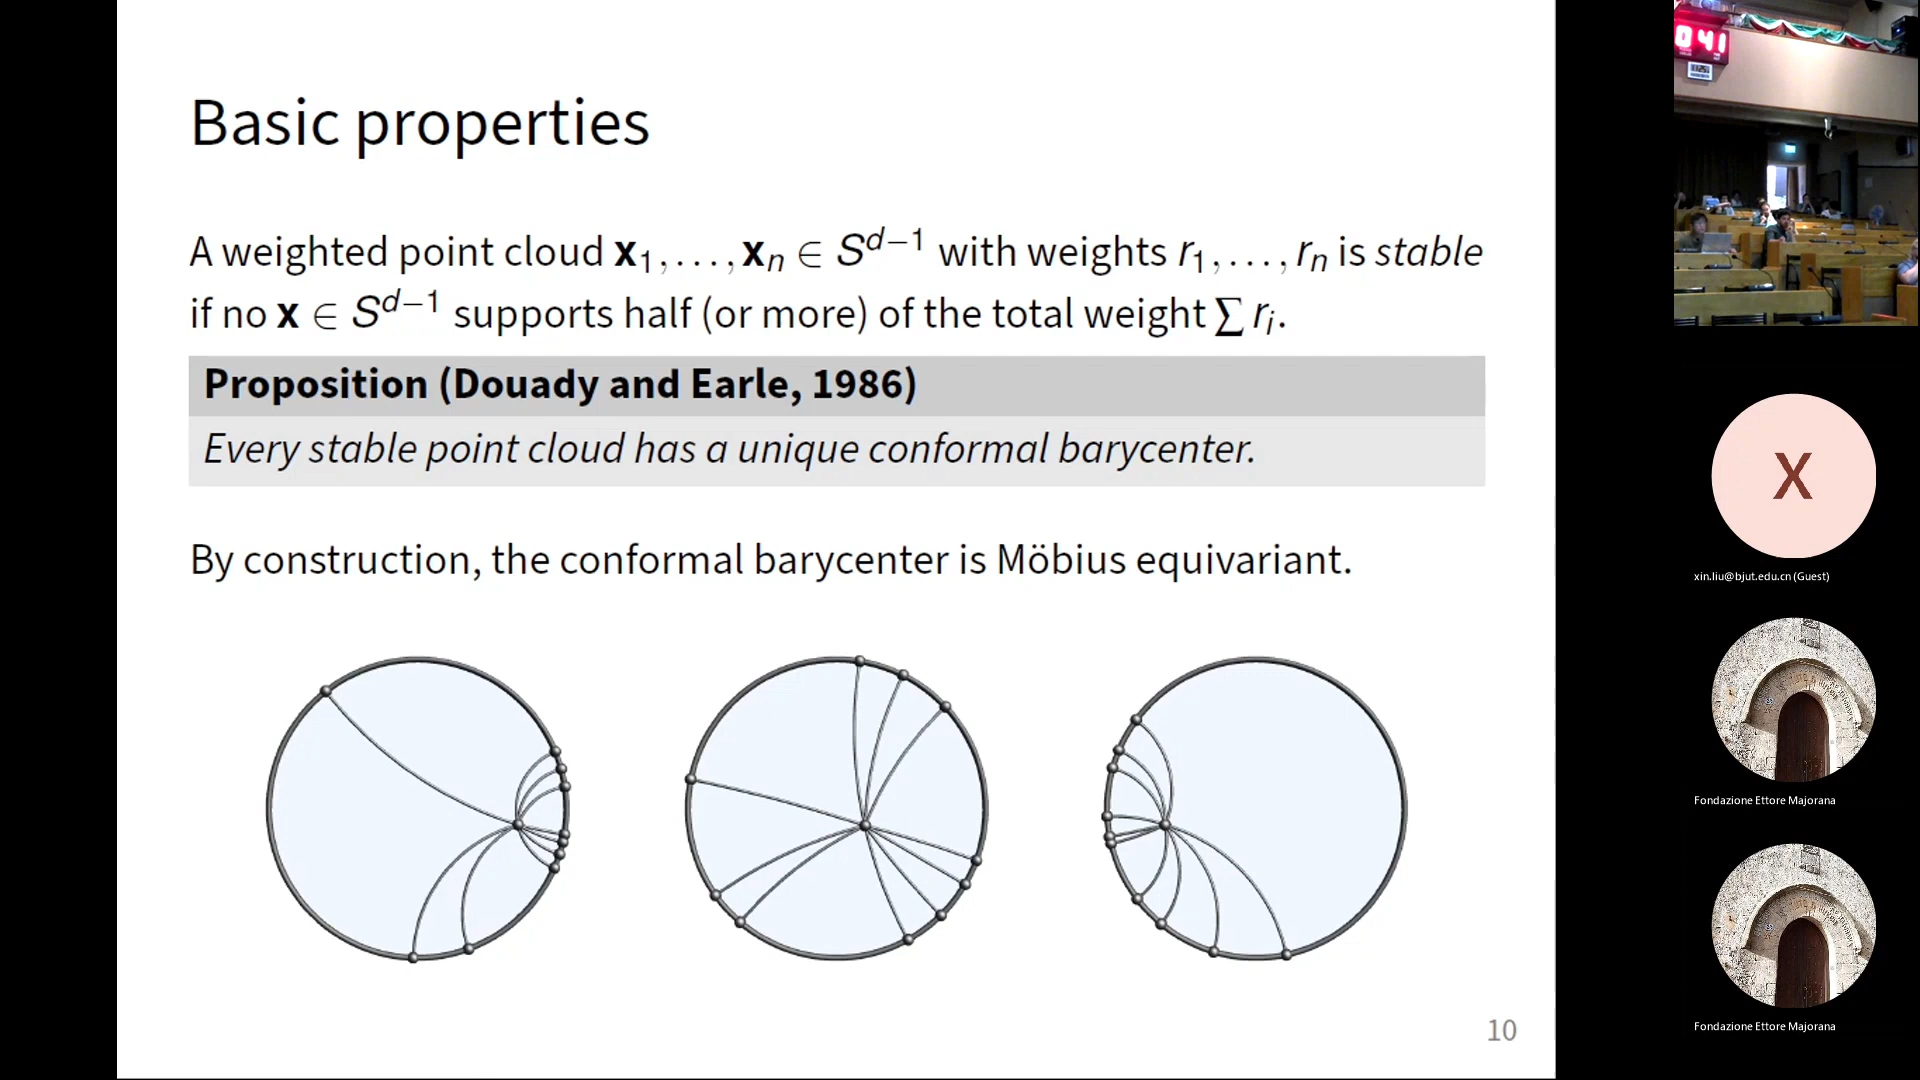 Basic properties
A weighted point cloud x₁,...,xₙ ∈ Sᵈ⁻¹ with weights r₁,...,rₙ is stable
if no x ∈ Sᵈ⁻¹ supports half (or more) of the total weight ∑ rᵢ.
Proposition (Douady and Earle, 1986)
Every stable point cloud has a unique conformal barycenter.
By construction, the conformal barycenter is Möbius equivariant.
10
041
X
xin.liu@bjut.edu.cn (Guest)
Fondazione Ettore Majorana
Fondazione Ettore Majorana